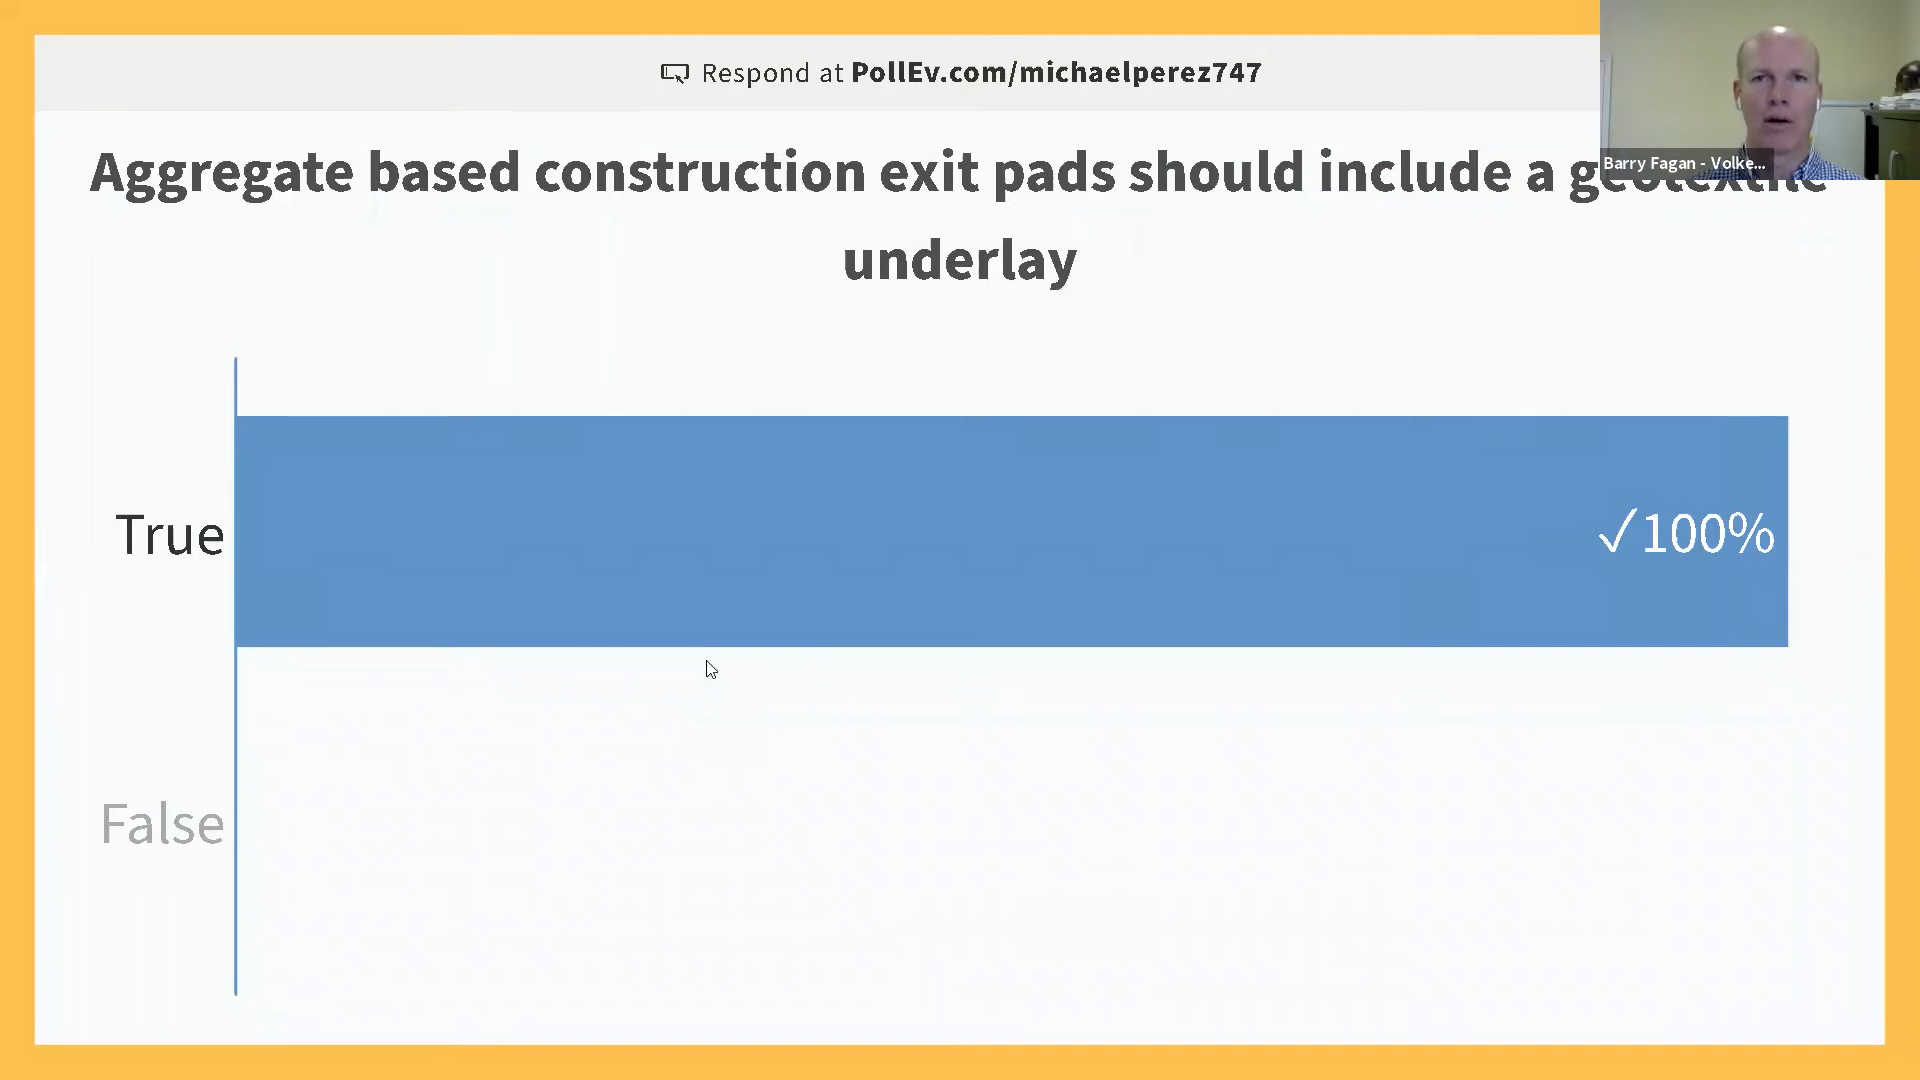 Respond at PollEv.com/michaelperez747
Barry Fagan - Volke...
Aggregate based construction exit pads should include a geotextile
underlay
True
✓100%
False